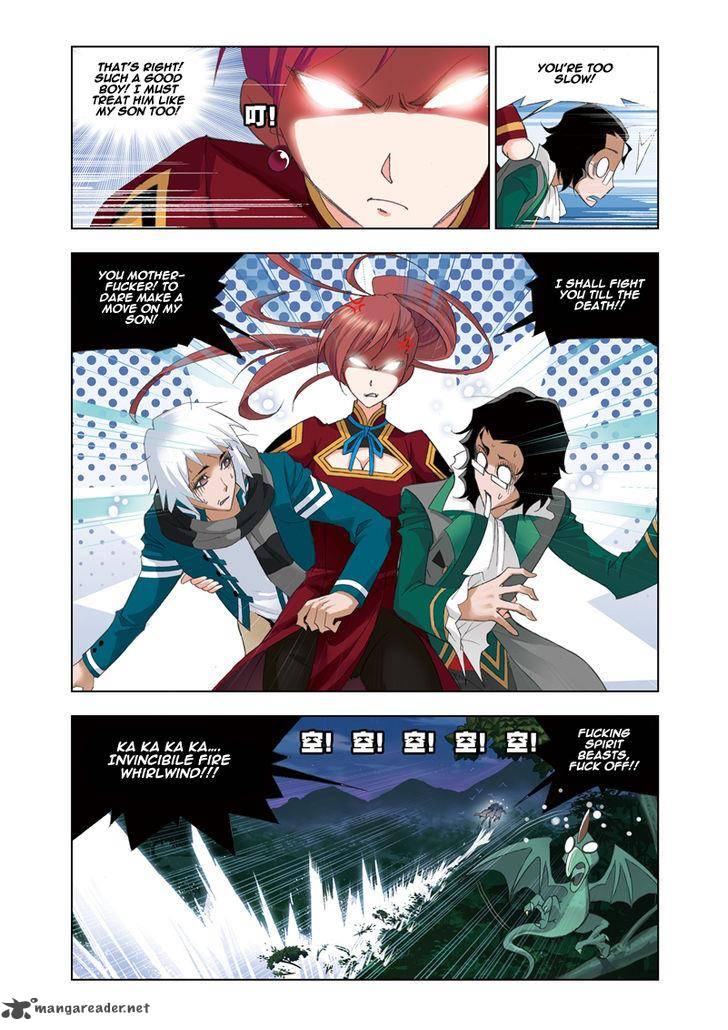 THAT'S RIGHT!
SUCH A GOOD
BOY! I MUST
TREAT HIM LIKE
MY SON TOO!
叮!
YOU'RE TOO
SLOW!
YOU MOTHER-
FUCKER! TO
DARE MAKE A
MOVE ON MY
SON!
I SHALL FIGHT
YOU TILL THE
DEATH!!
KA KA KA KA....
INVINCIBILE FIRE
WHIRLWIND!!!
空! 空! 空! 空! 空!
FUCKING
SPIRIT
BEASTS,
FUCK OFF!!
mangareader.net